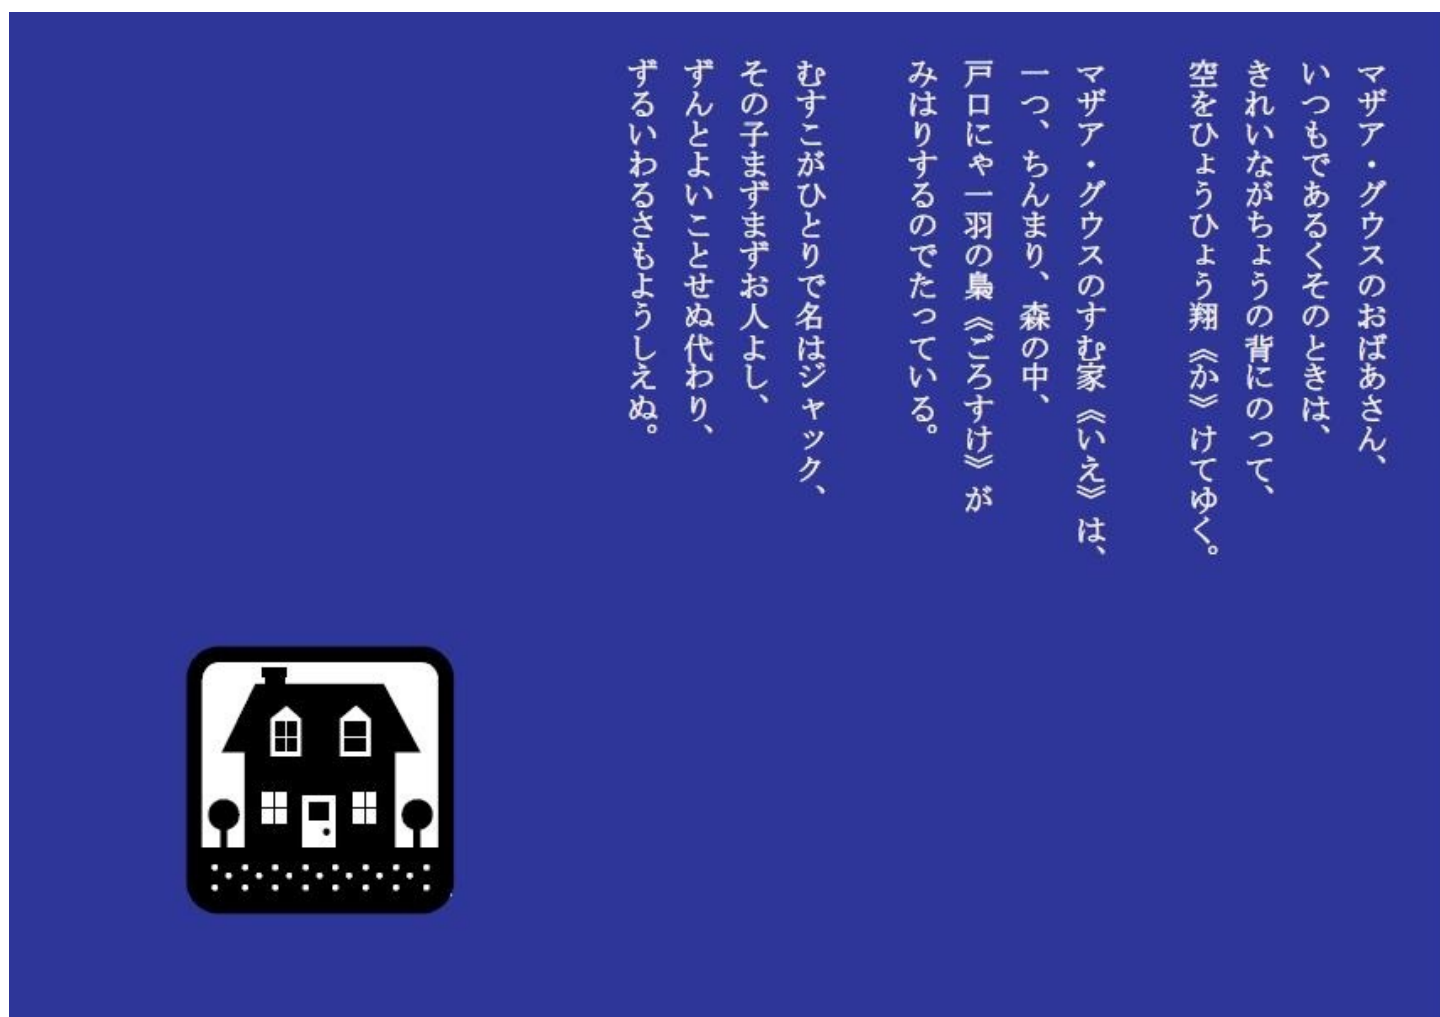 マザア・グウスのおばあさん、
いつもであるくそのときは、
きれいながちょうの背にのって、
空をひょうひょう翔《か》けてゆく。
マザア・グウスのすむ家《いえ》は、
一つ、ちんまり、森の中、
戸口にゃ一羽の梟《ごろすけ》が
みはりするのでたっている。
むすこがひとりで名はジャック、
その子まずまずお人よし、
ずんとよいことせぬ代わり、
ずるいわるさもようしえぬ。